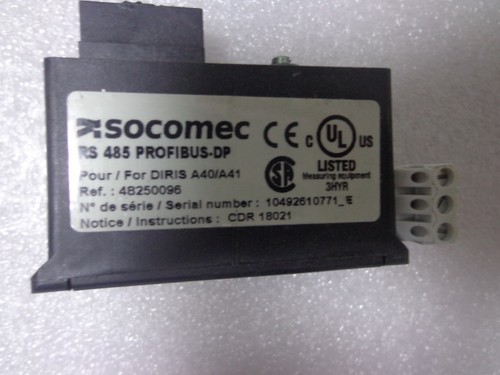 socomec
RS 485 PROFIBUS-DP
Pour / For DIRIS A40/A41
Ref. : 48250096
N° de série / Serial number : 10492610771_E
Notice / Instructions : CDR 18021
CE
C UL US
LISTED
Measuring equipment
3HYR
SA